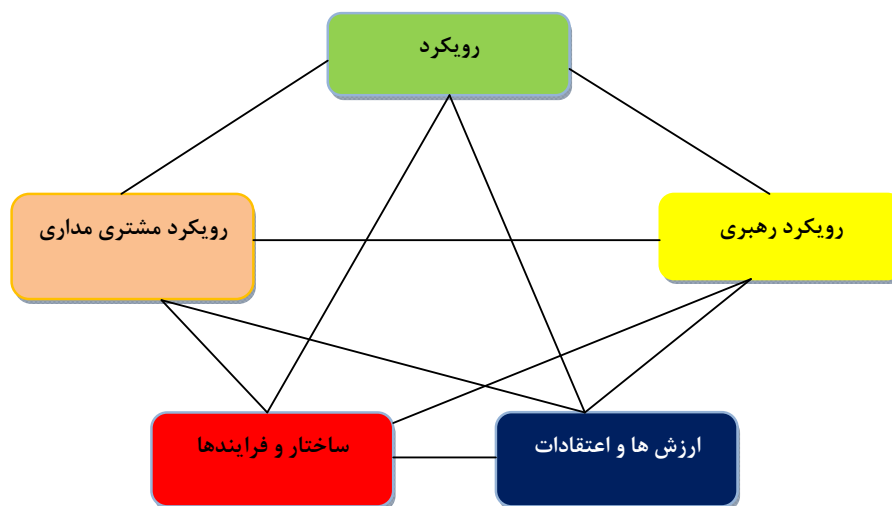 رویکرد
رویکرد رهبری
رویکرد مشتری مداری
ارزش ها و اعتقادات
ساختار و فرایندها